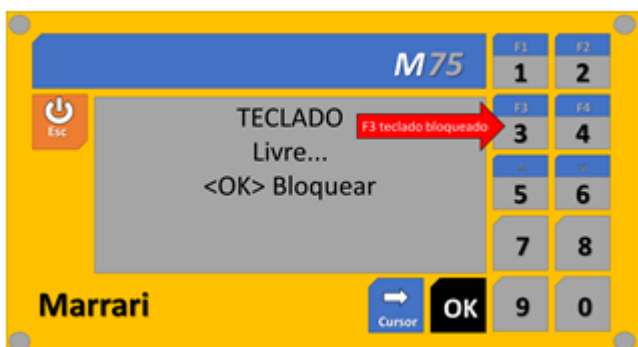 M75
F1
1
F2
2
Esc
TECLADO
Livre...
<OK> Bloquear
F3 teclado bloqueado
F3
3
F4
4
5
6
7
8
Marrari
Cursor
OK
9
0